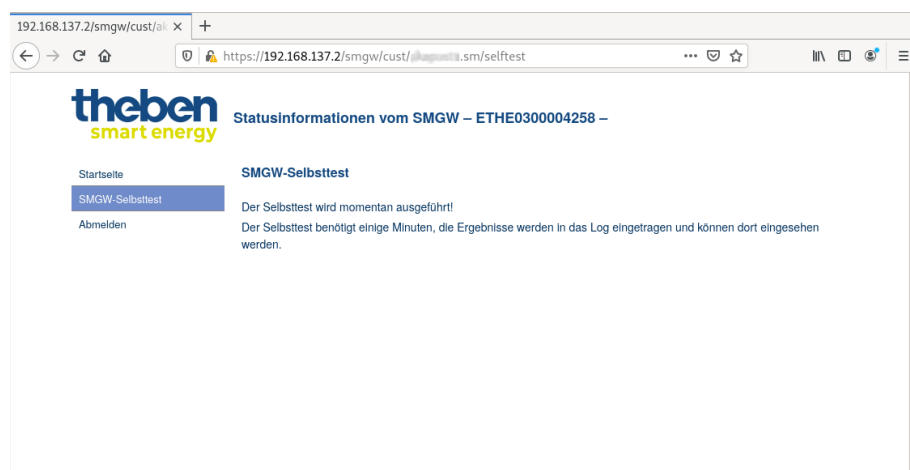 192.168.137.2/smgw/cust/ak
https://192.168.137.2/smgw/cust/ .sm/selftest
theben
smart energy
Statusinformationen vom SMGW – ETHE0300004258 –
Startseite
SMGW-Selbsttest
Abmelden
SMGW-Selbsttest
Der Selbsttest wird momentan ausgeführt!
Der Selbsttest benötigt einige Minuten, die Ergebnisse werden in das Log eingetragen und können dort eingesehen
werden.